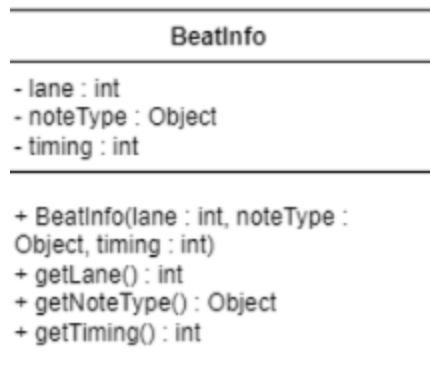 BeatInfo
- lane : int
- noteType : Object
- timing : int
+ BeatInfo(lane : int, noteType :
Object, timing : int)
+ getLane() : int
+ getNoteType() : Object
+ getTiming() : int